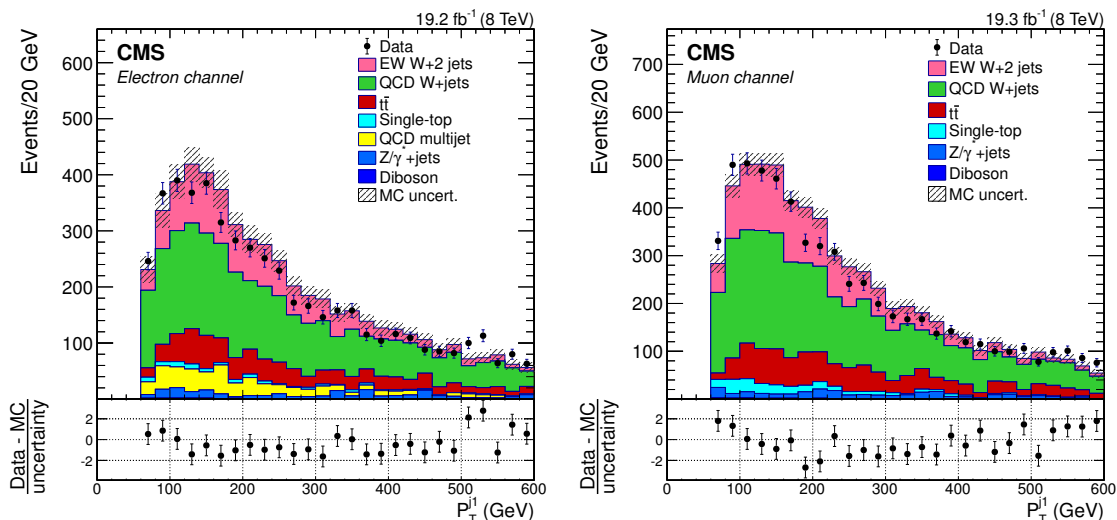 19.2 fb⁻¹ (8 TeV)
Events/20 GeV
CMS
Electron channel
Data
EW W+2 jets
QCD W+jets
tt̄
Single-top
QCD multijet
Z/γ* +jets
Diboson
MC uncert.
600
500
400
300
200
100
Data - MC
uncertainty
2
0
-2
0 100 200 300 400 500 600
P_T^j1 (GeV)
19.3 fb⁻¹ (8 TeV)
Events/20 GeV
CMS
Muon channel
Data
EW W+2 jets
QCD W+jets
tt̄
Single-top
Z/γ* +jets
Diboson
MC uncert.
700
600
500
400
300
200
100
Data - MC
uncertainty
2
0
-2
0 100 200 300 400 500 600
P_T^j1 (GeV)